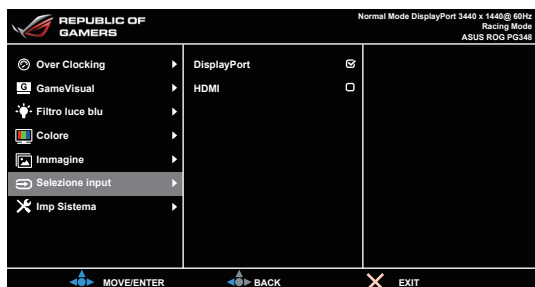 REPUBLIC OF
GAMERS
Normal Mode DisplayPort 3440 x 1440@ 60Hz
Racing Mode
ASUS ROG PG348
Over Clocking
G GameVisual
Filtro luce blu
Colore
Immagine
Selezione input
Imp Sistema
DisplayPort
HDMI
MOVE/ENTER
BACK
EXIT